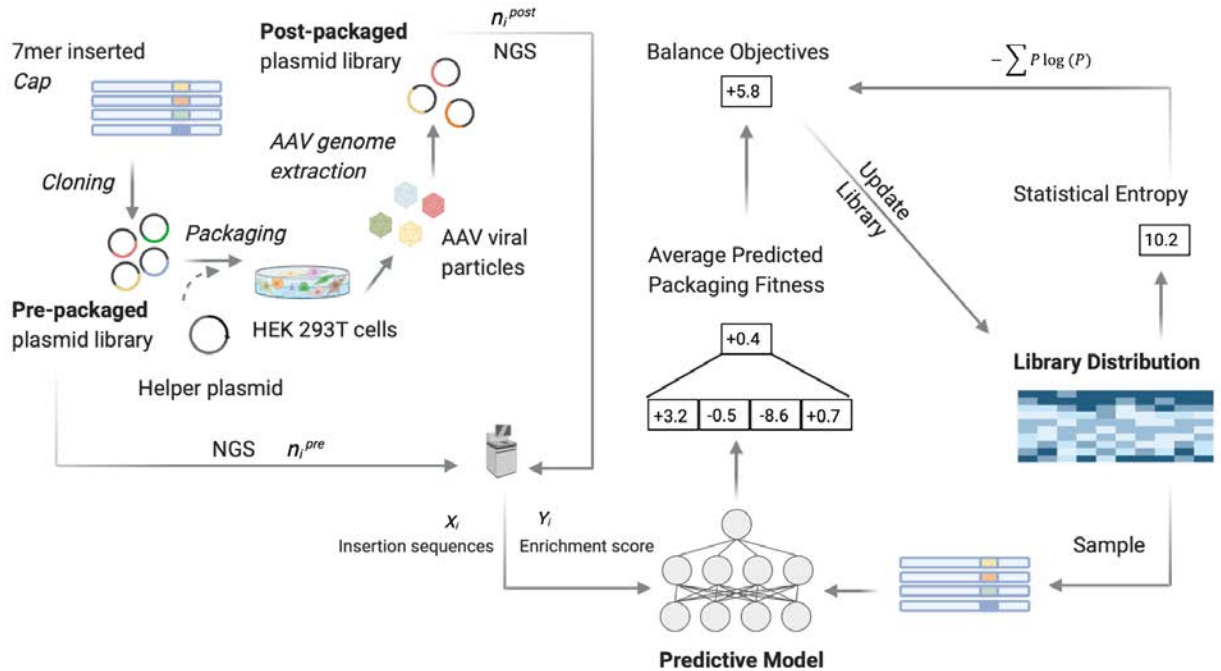 7mer inserted
Cap
Cloning
Pre-packaged
plasmid library
Packaging
Helper plasmid
HEK 293T cells
AAV viral
particles
AAV genome
extraction
Post-packaged
plasmid library
n_i^post
NGS
NGS n_i^pre
X_i
Insertion sequences
Y_i
Enrichment score
Predictive Model
+3.2 -0.5 -8.6 +0.7
+0.4
Average Predicted
Packaging Fitness
Balance Objectives
+5.8
− ∑ P log (P)
Statistical Entropy
10.2
Update
Library
Library Distribution
Sample